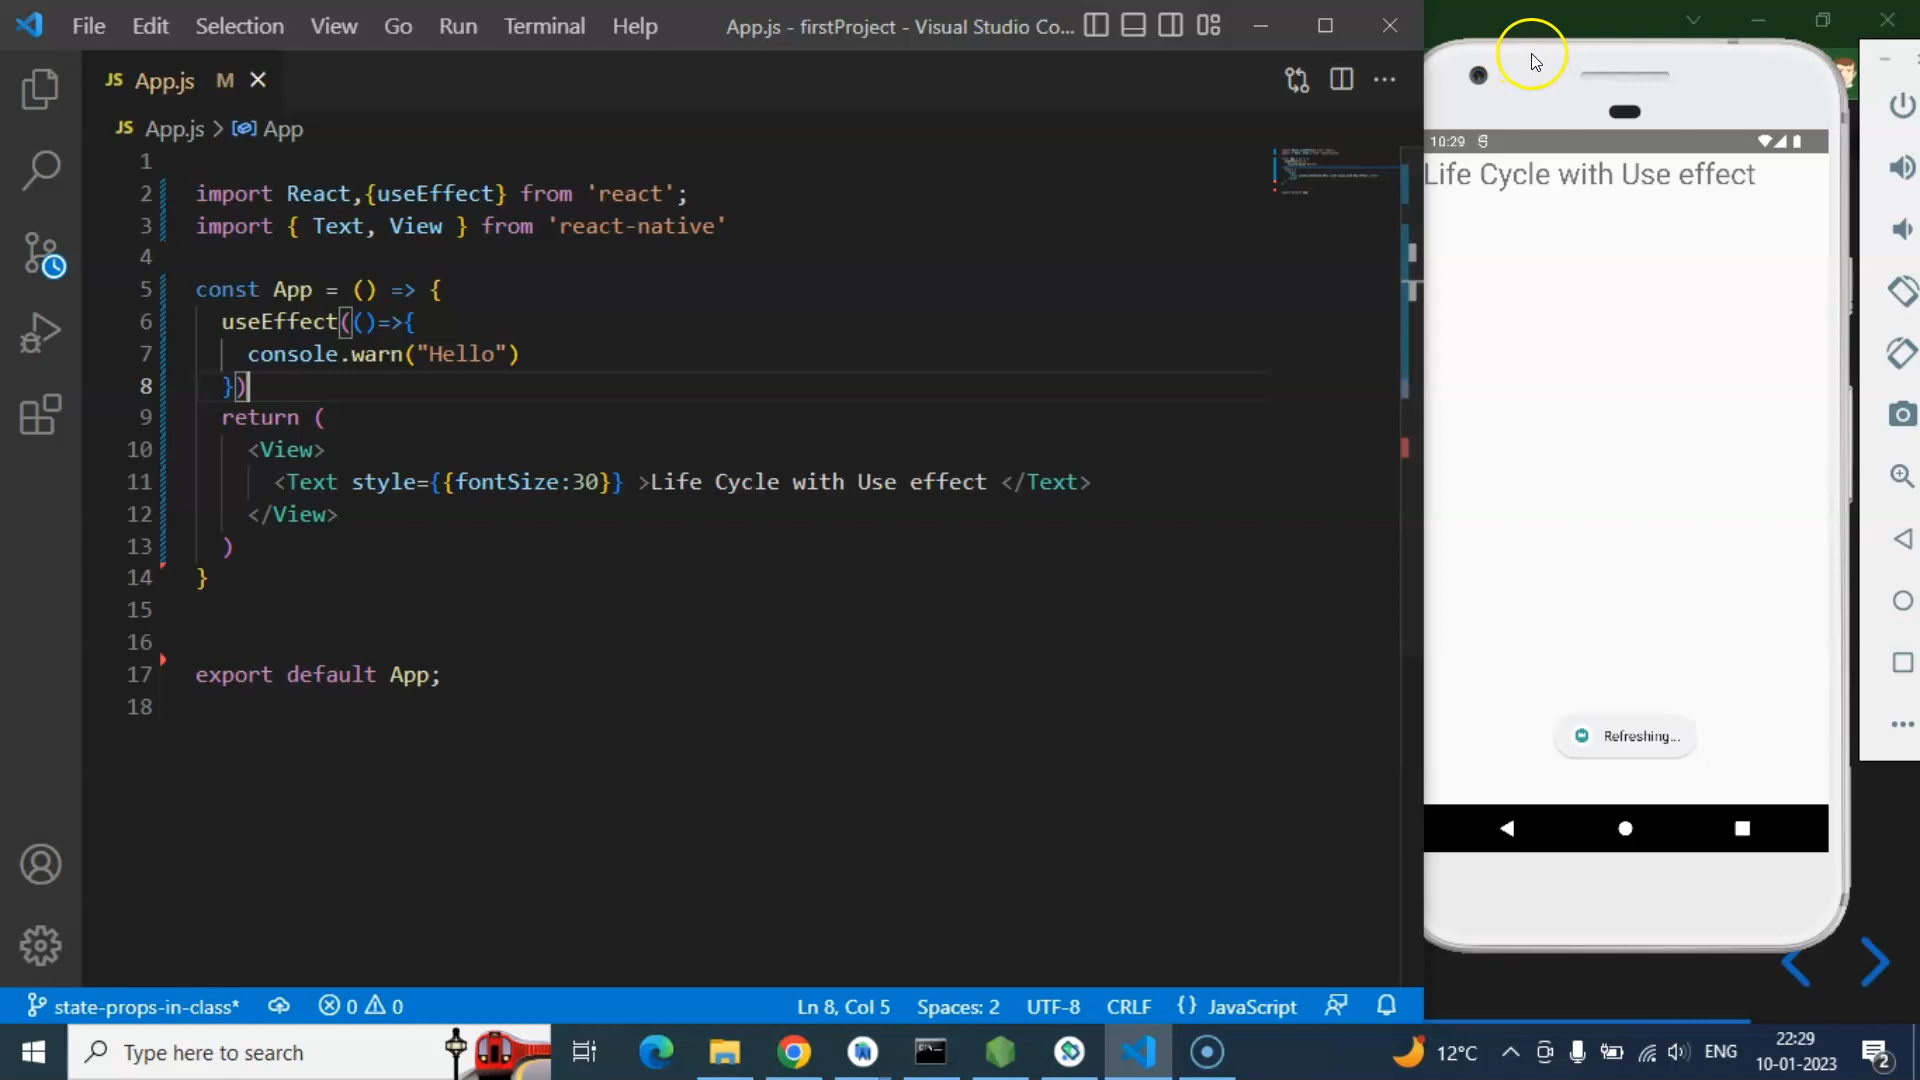 File Edit Selection View Go Run Terminal Help App.js - firstProject - Visual Studio Co...
JS App.js M
JS App.js > App
1
2 import React,{useEffect} from 'react';
3 import { Text, View } from 'react-native'
4
5 const App = () => {
6 useEffect(()=>{
7 console.warn("Hello")
8 })
9 return (
10 <View>
11 <Text style={{fontSize:30}} >Life Cycle with Use effect </Text>
12 </View>
13 )
14 }
15
16
17 export default App;
18
10:29
Life Cycle with Use effect
Refreshing...
state-props-in-class* 0 0 Ln 8, Col 5 Spaces: 2 UTF-8 CRLF {} JavaScript
Type here to search
12°C ENG
22:29
10-01-2023
2